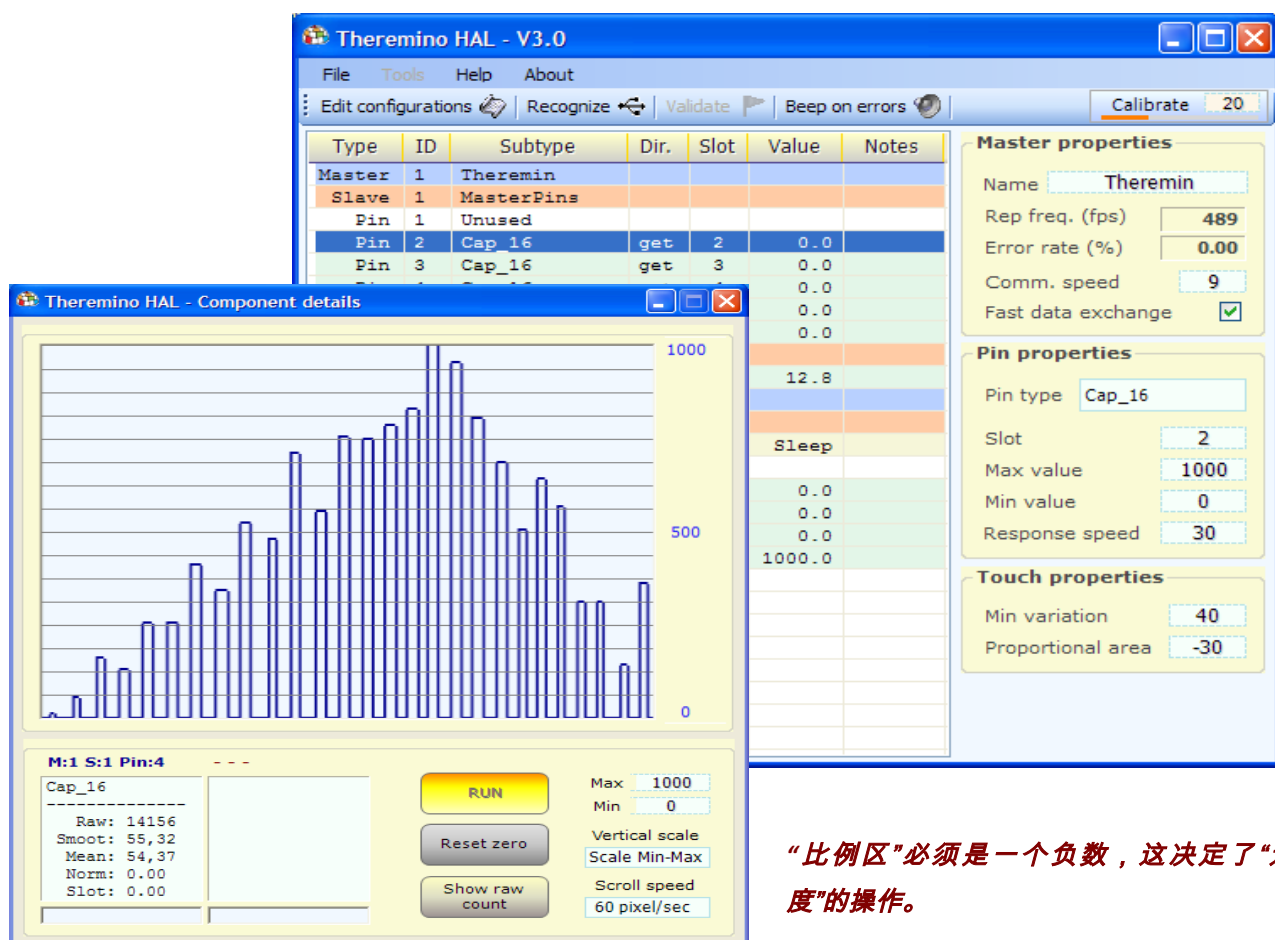 Theremino HAL - V3.0
File Tools Help About
Edit configurations Recognize Validate Beep on errors Calibrate 20
Type ID Subtype Dir. Slot Value Notes
Master 1 Theremin
Slave 1 MasterPins
Pin 1 Unused
Pin 2 Cap_16 get 2 0.0
Pin 3 Cap_16 get 3 0.0
0.0
0.0
0.0
12.8
Sleep
0.0
0.0
0.0
1000.0
Master properties
Name Theremin
Rep freq. (fps) 489
Error rate (%) 0.00
Comm. speed 9
Fast data exchange
Pin properties
Pin type Cap_16
Slot 2
Max value 1000
Min value 0
Response speed 30
Touch properties
Min variation 40
Proportional area -30
Theremino HAL - Component details
1000
500
0
M:1 S:1 Pin:4 - - -
Cap_16
--------------
Raw: 14156
Smoot: 55,32
Mean: 54,37
Norm: 0.00
Slot: 0.00
RUN
Reset zero
Show raw
count
Max 1000
Min 0
Vertical scale
Scale Min-Max
Scroll speed
60 pixel/sec
“比例区”必须是一个负数，这决定了“
度”的操作。